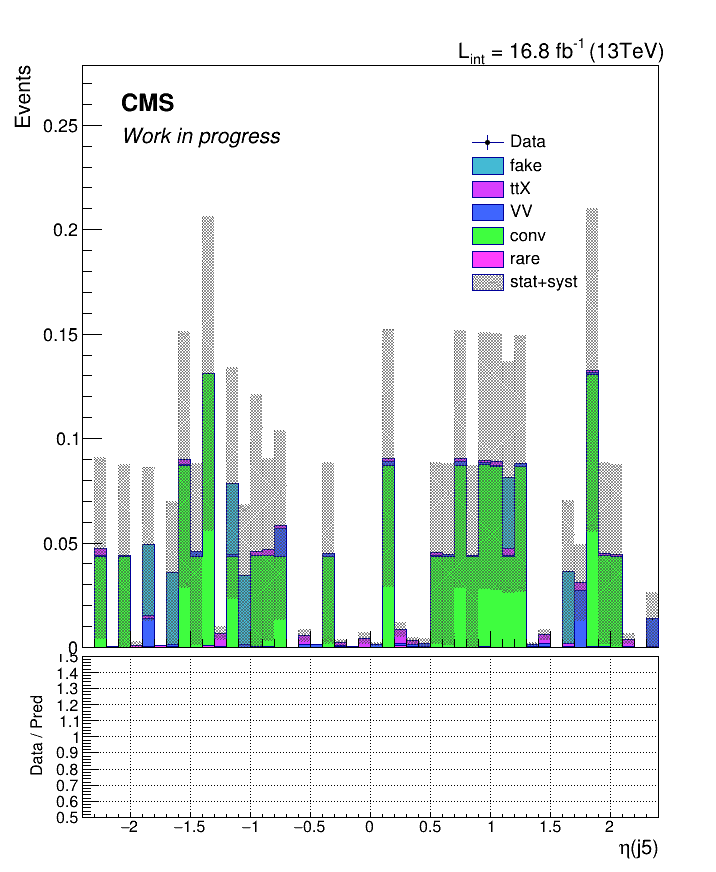 L_int = 16.8 fb^-1 (13TeV)
Events
CMS
Work in progress
Data
fake
ttX
VV
conv
rare
stat+syst
0.25
0.2
0.15
0.1
0.05
0
Data / Pred
1.5
1.4
1.3
1.2
1.1
1
0.9
0.8
0.7
0.6
0.5
−2 −1.5 −1 −0.5 0 0.5 1 1.5 2
η(j5)